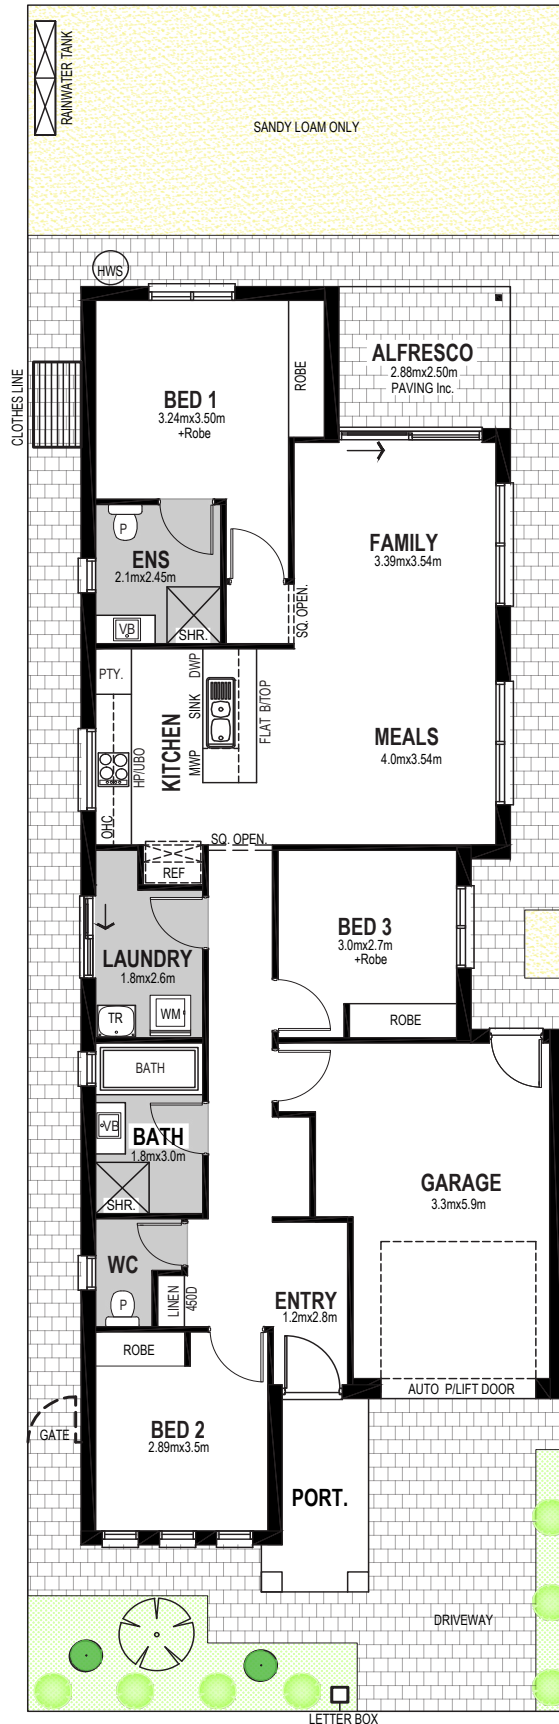 RAINWATER TANK
SANDY LOAM ONLY
HWS
CLOTHES LINE
BED 1
3.24mx3.50m
+Robe
ROBE
ALFRESCO
2.88mx2.50m
PAVING Inc.
P
ENS
2.1mx2.45m
VB
SHR.
SQ. OPEN.
FAMILY
3.39mx3.54m
PTY.
DWP
SINK
MWP
FLAT B/TOP
KITCHEN
HP/UBO
OHC
MEALS
4.0mx3.54m
SQ. OPEN.
REF
LAUNDRY
1.8mx2.6m
TR
WM
BED 3
3.0m2.7m
+Robe
ROBE
BATH
VB
BATH
1.8mx3.0m
SHR.
GARAGE
3.3mx5.9m
WC
P
LINEN
450D
ENTRY
1.2mx2.8m
ROBE
AUTO P/LIFT DOOR
GATE
BED 2
2.89mx3.5m
PORT.
DRIVEWAY
LETTER BOX